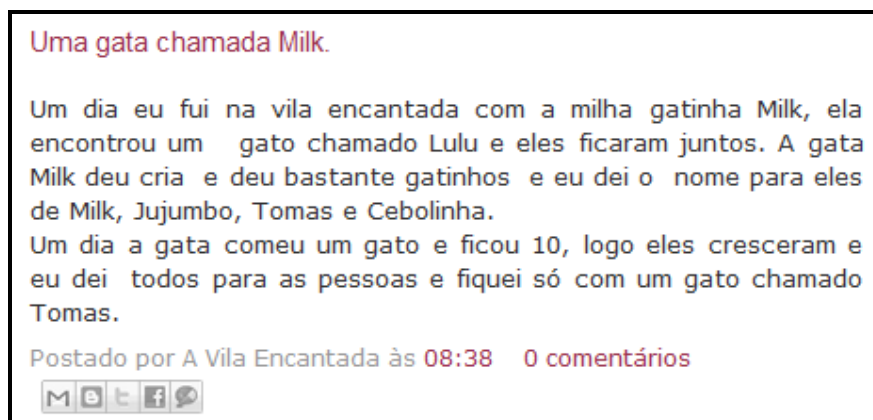 Uma gata chamada Milk.
Um dia eu fui na vila encantada com a milha gatinha Milk, ela
encontrou um gato chamado Lulu e eles ficaram juntos. A gata
Milk deu cria e deu bastante gatinhos e eu dei o nome para eles
de Milk, Jujumbo, Tomas e Cebolinha.
Um dia a gata comeu um gato e ficou 10, logo eles cresceram e
eu dei todos para as pessoas e fiquei só com um gato chamado
Tomas.
Postado por A Vila Encantada às 08:38 0 comentários